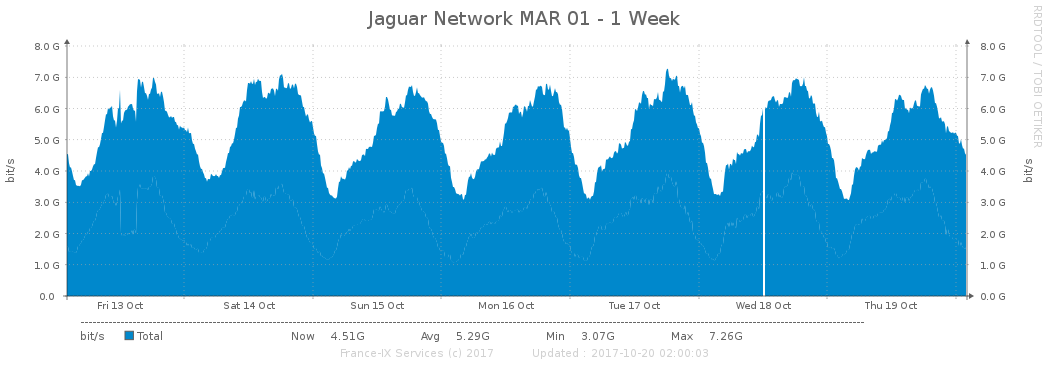 Jaguar Network MAR 01 - 1 Week
RRDTOOL / TOBI OETIKER
bit/s
8.0 G
7.0 G
6.0 G
5.0 G
4.0 G
3.0 G
2.0 G
1.0 G
0.0
8.0 G
7.0 G
6.0 G
5.0 G
4.0 G
3.0 G
2.0 G
1.0 G
0.0 G
bit/s
Fri 13 Oct Sat 14 Oct Sun 15 Oct Mon 16 Oct Tue 17 Oct Wed 18 Oct Thu 19 Oct
bit/s Total Now 4.51G Avg 5.29G Min 3.07G Max 7.26G
France-IX Services (c) 2017 Updated : 2017-10-20 02:00:03